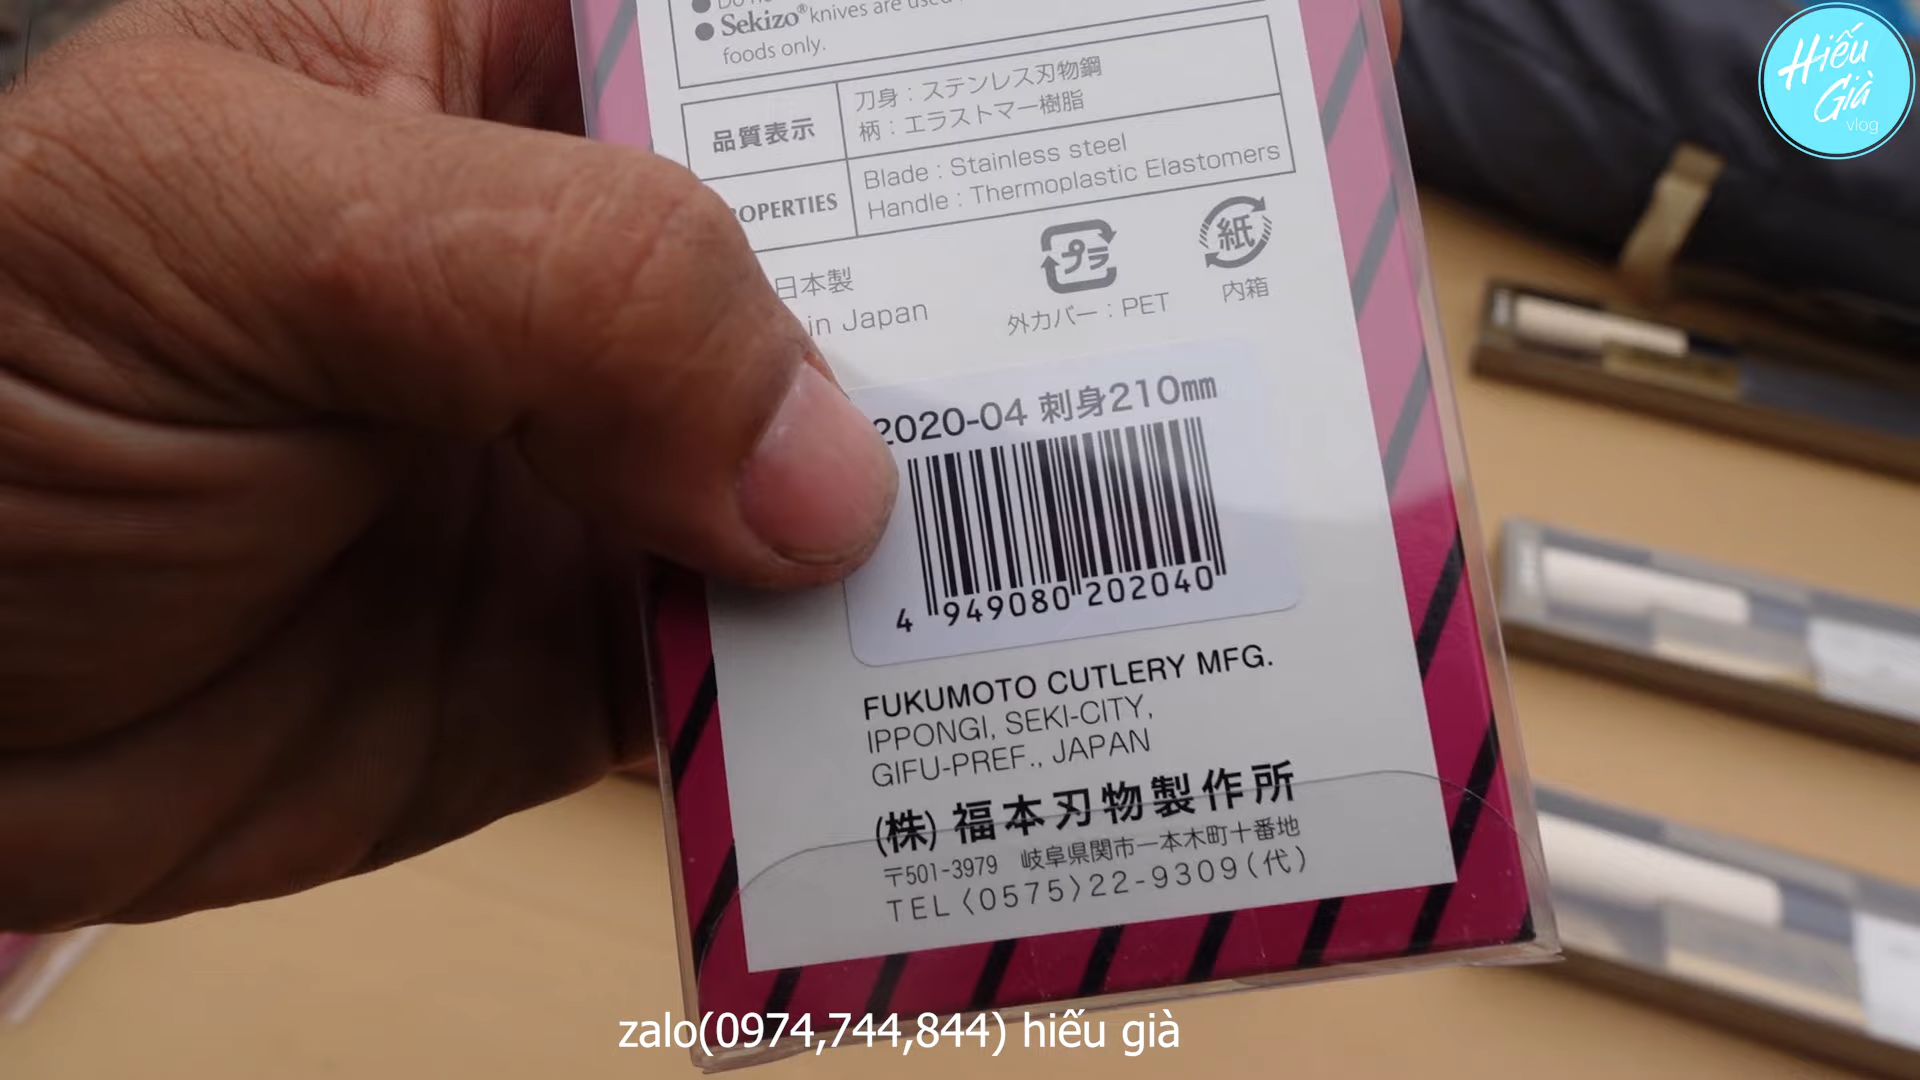 Sekizo® knives are used
foods only.
品質表示
刀身：ステンレス刃物鋼
柄：エラストマー樹脂
OPERTIES
Blade : Stainless steel
Handle : Thermoplastic Elastomers
日本製
in Japan
プラ
外カバー：PET
紙
内箱
2020-04 刺身210mm
4 949080 202040
FUKUMOTO CUTLERY MFG.
IPPONGI, SEKI-CITY,
GIFU-PREF., JAPAN
(株)福本刃物製作所
〒501-3979 岐阜県関市一本木町十番地
TEL〈0575〉22-9309(代)
Hiếu
Già
vlog
zalo(0974,744,844) hiếu già